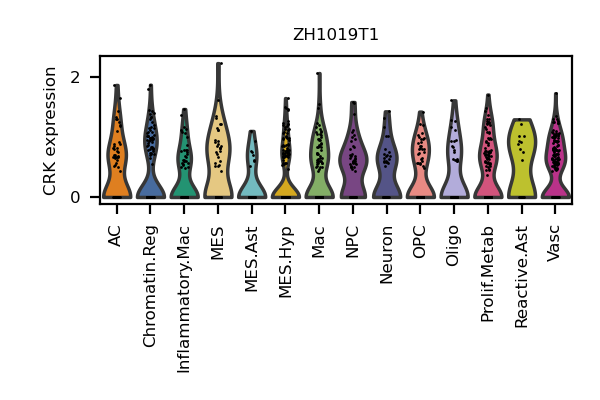 ZH1019T1
CRK expression
2
0
AC
Chromatin.Reg
Inflammatory.Mac
MES
MES.Ast
MES.Hyp
Mac
NPC
Neuron
OPC
Oligo
Prolif.Metab
Reactive.Ast
Vasc